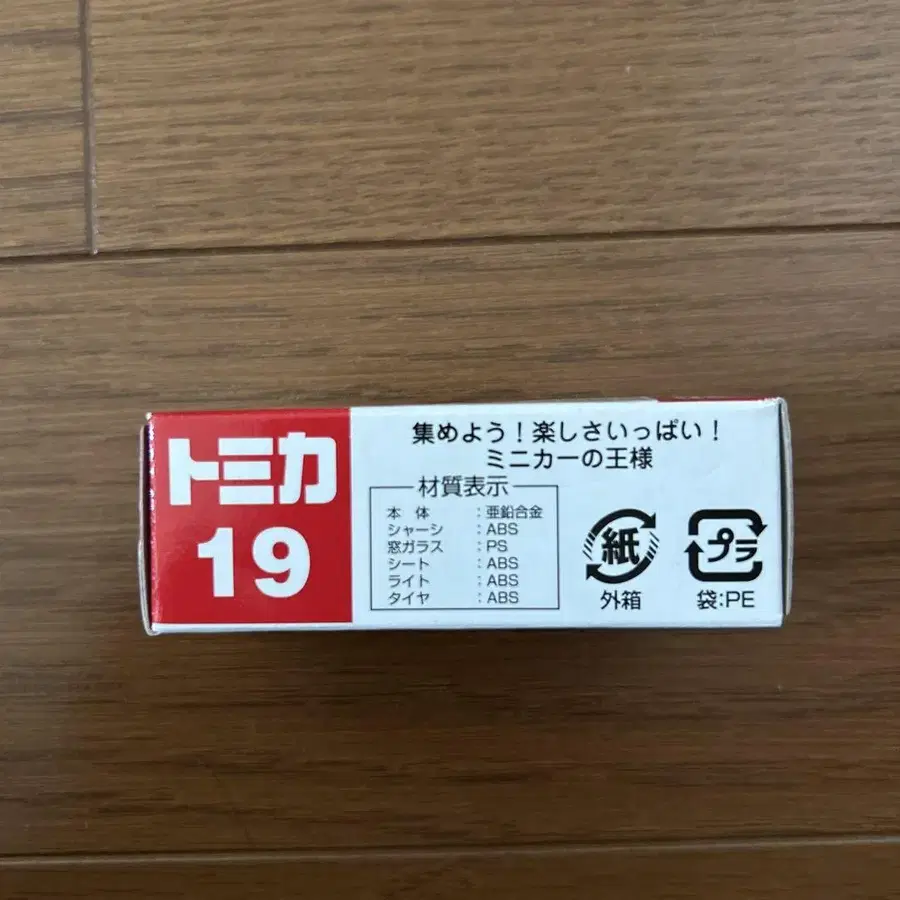 トミカ
19
集めよう！楽しさいっぱい！
ミニカーの王様
材質表示
本体：亜鉛合金
シャーシ：ABS
窓ガラス：PS
シート：ABS
ライト：ABS
タイヤ：ABS
紙
外箱
プラ
袋:PE